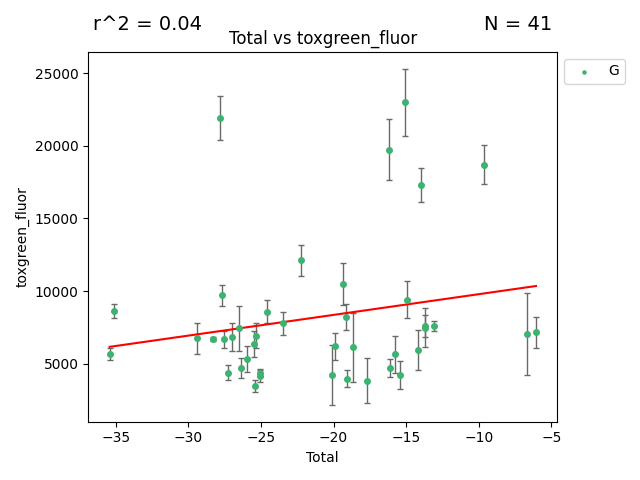 r^2 = 0.04
N = 41
Total vs toxgreen_fluor
G
25000
20000
15000
10000
5000
toxgreen_fluor
−35
−30
−25
−20
−15
−10
−5
Total